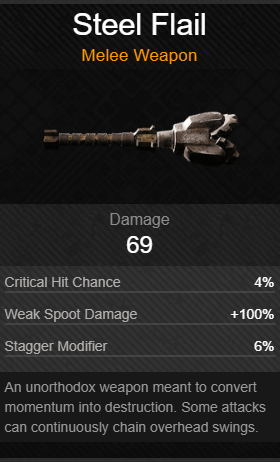 Steel Flail
Melee Weapon
Damage
69
Critical Hit Chance 4%
Weak Spoot Damage +100%
Stagger Modifier 6%
An unorthodox weapon meant to convert
momentum into destruction. Some attacks
can continuously chain overhead swings.